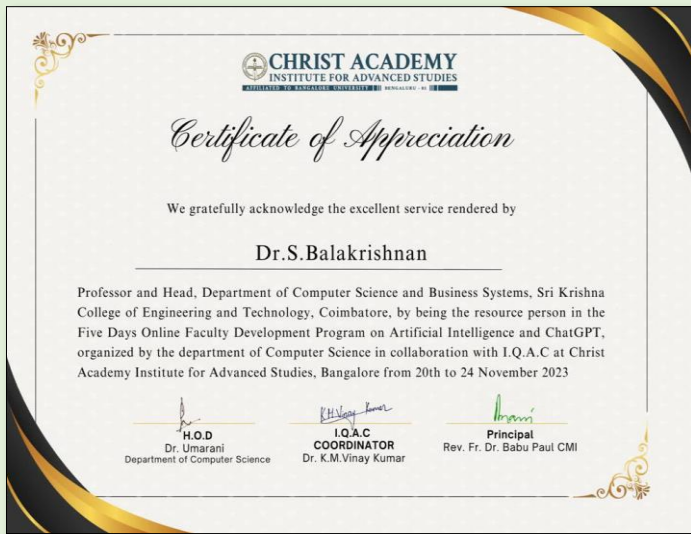 CHRIST ACADEMY
INSTITUTE FOR ADVANCED STUDIES
AFFILIATED TO BANGALORE UNIVERSITY BENGALURU - 83
Certificate of Appreciation
We gratefully acknowledge the excellent service rendered by
Dr.S.Balakrishnan
Professor and Head, Department of Computer Science and Business Systems, Sri Krishna
College of Engineering and Technology, Coimbatore, by being the resource person in the
Five Days Online Faculty Development Program on Artificial Intelligence and ChatGPT,
organized by the department of Computer Science in collaboration with I.Q.A.C at Christ
Academy Institute for Advanced Studies, Bangalore from 20th to 24 November 2023
K.M.Vinay Kumar
H.O.D
Dr. Umarani
Department of Computer Science
I.Q.A.C
COORDINATOR
Dr. K.M.Vinay Kumar
Principal
Rev. Fr. Dr. Babu Paul CMI